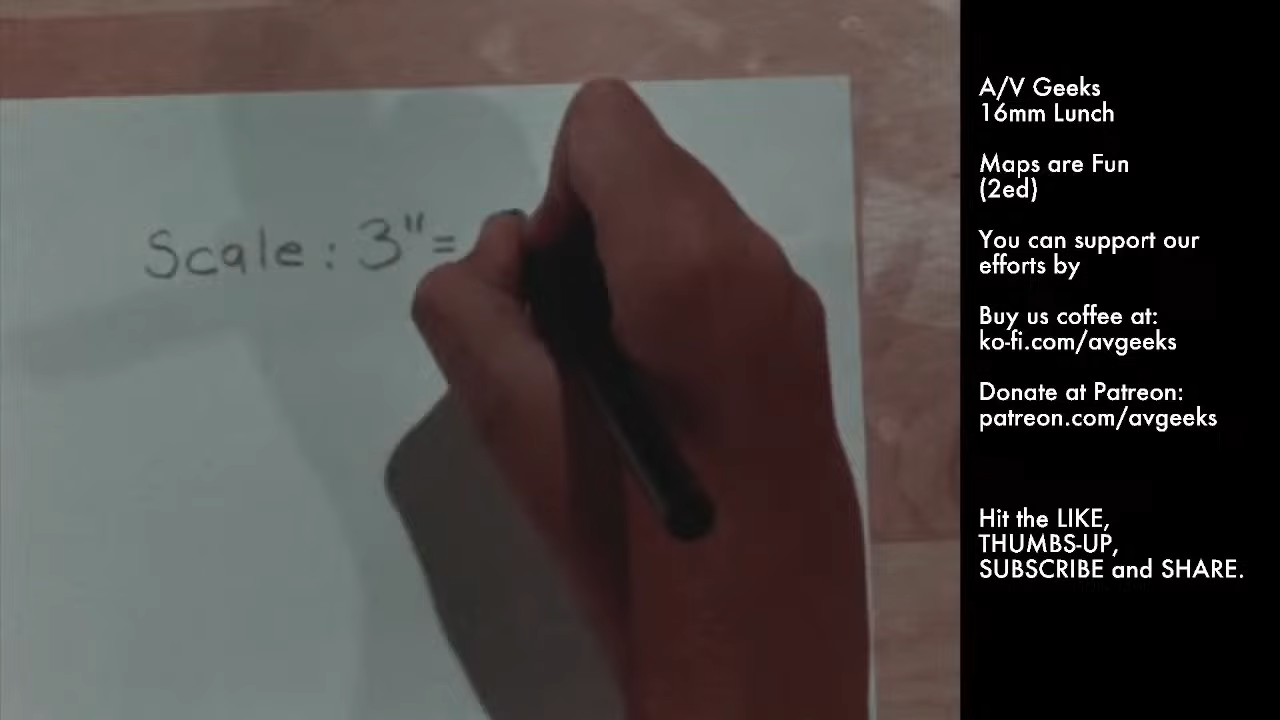 Scale: 3"=
A/V Geeks
16mm Lunch
Maps are Fun
(2ed)
You can support our
efforts by
Buy us coffee at:
ko-fi.com/avgeeks
Donate at Patreon:
patreon.com/avgeeks
Hit the LIKE,
THUMBS-UP,
SUBSCRIBE and SHARE.